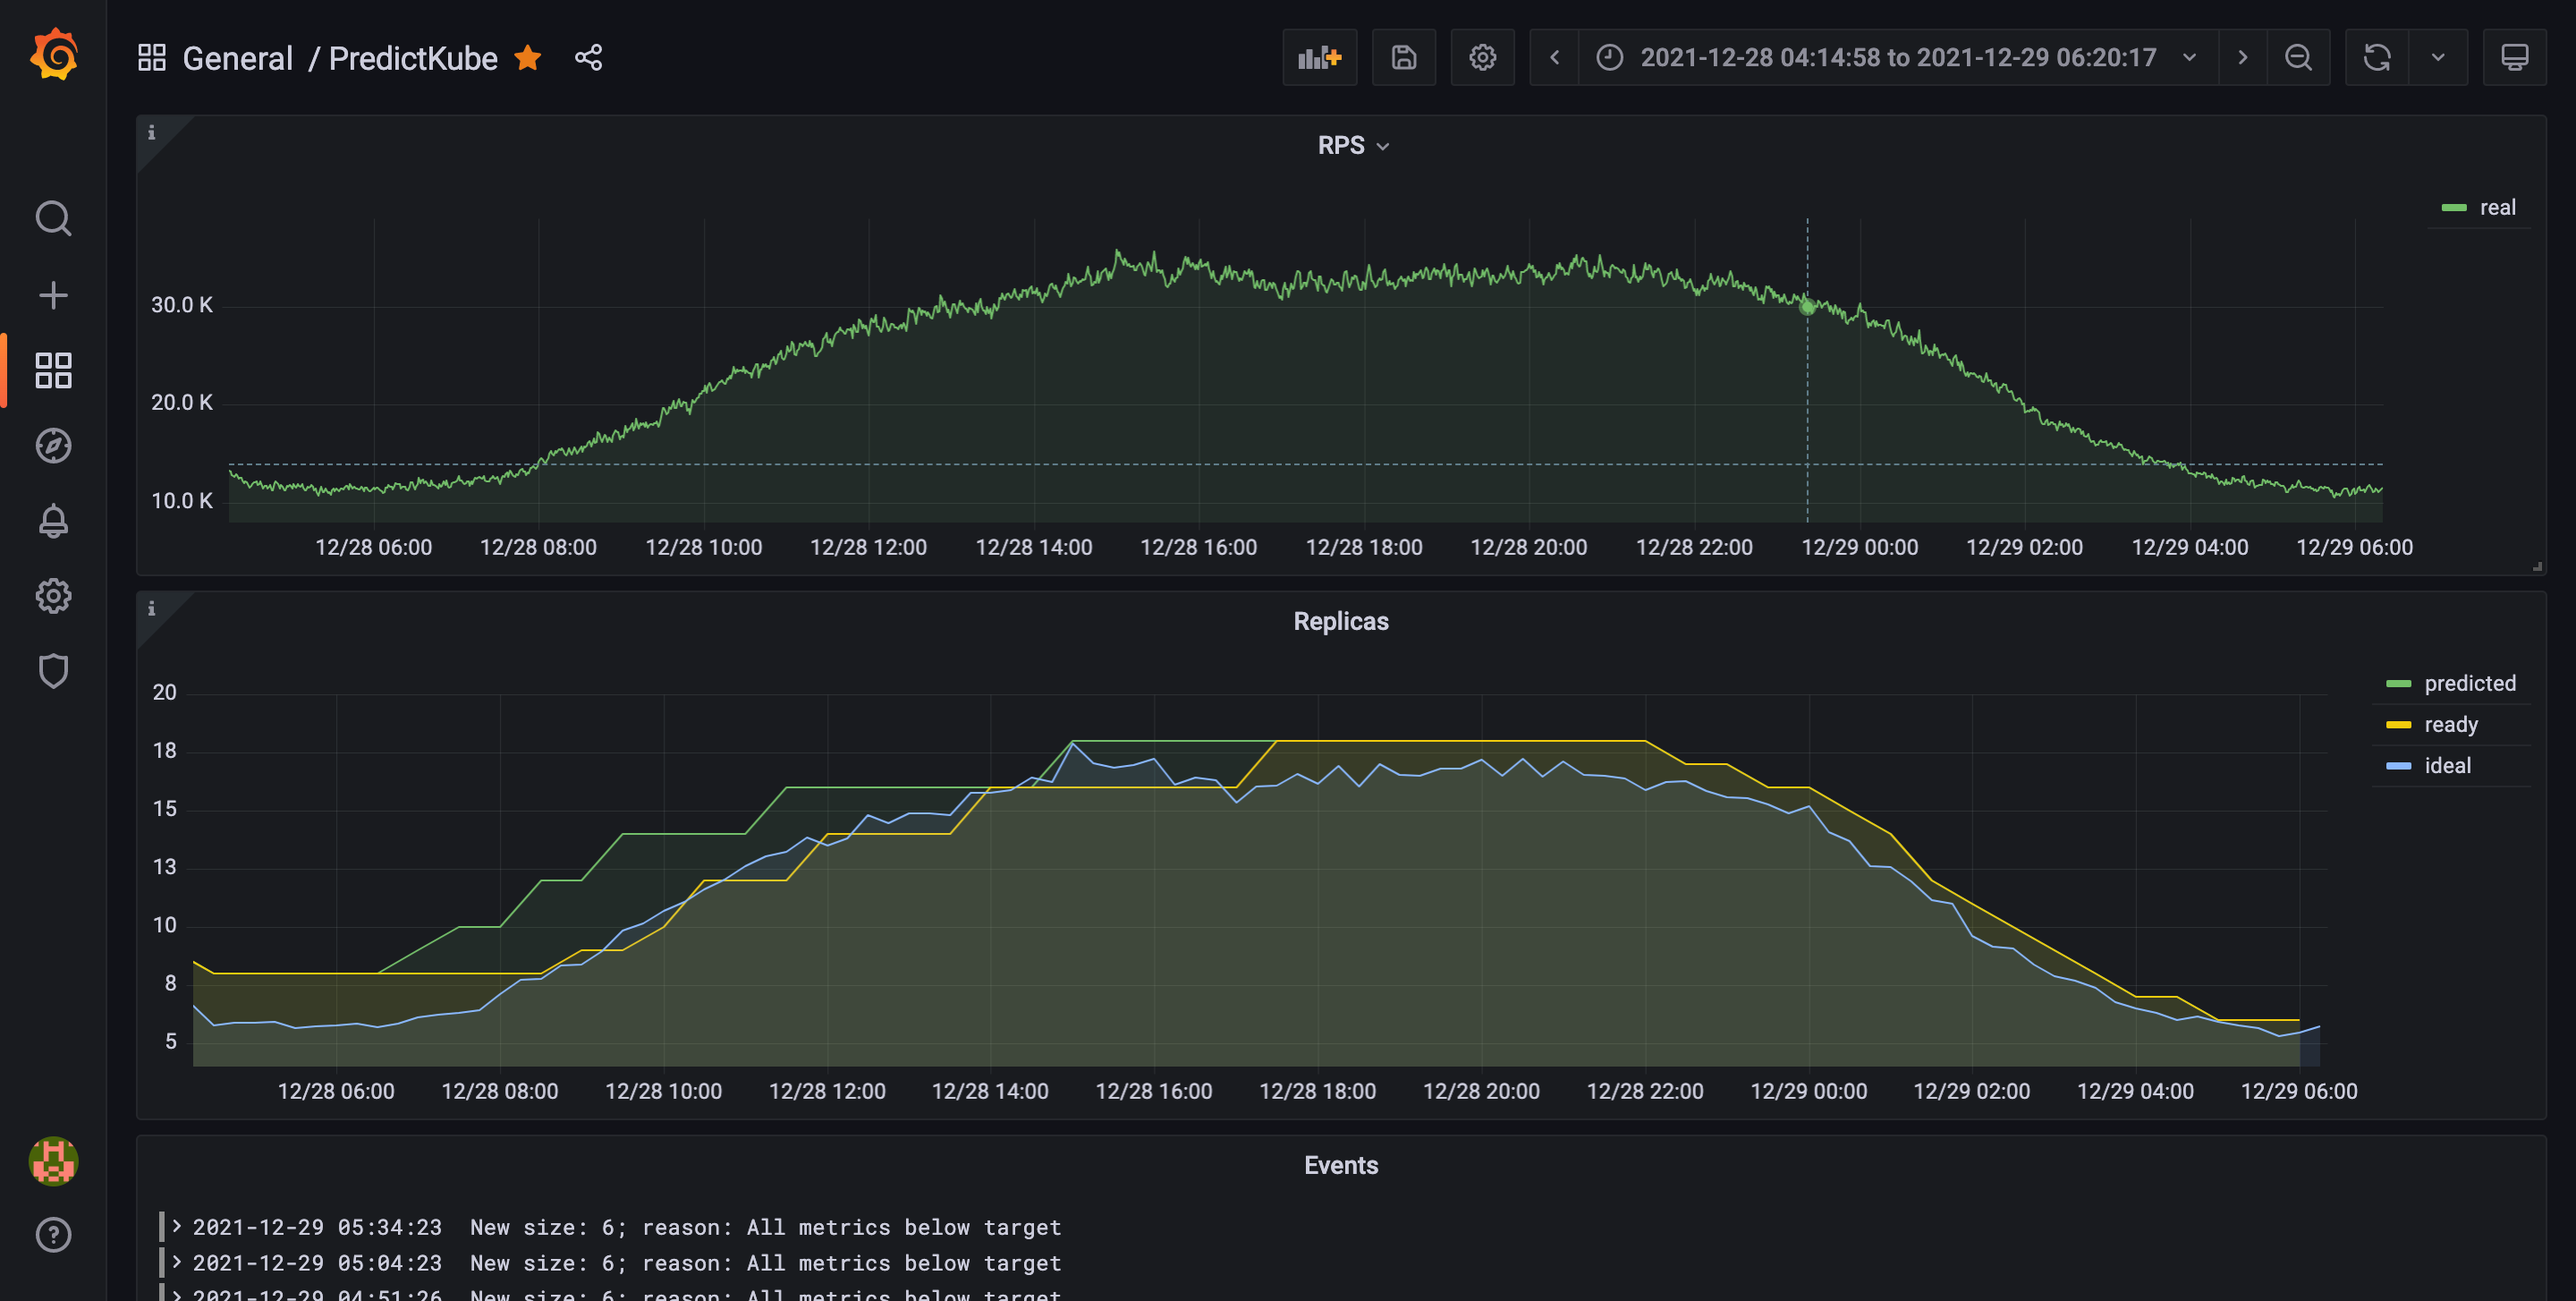 General / PredictKube
2021-12-28 04:14:58 to 2021-12-29 06:20:17
RPS
real
30.0 K
20.0 K
10.0 K
12/28 06:00 12/28 08:00 12/28 10:00 12/28 12:00 12/28 14:00 12/28 16:00 12/28 18:00 12/28 20:00 12/28 22:00 12/29 00:00 12/29 02:00 12/29 04:00 12/29 06:00
Replicas
predicted
ready
ideal
20
18
15
13
10
8
5
12/28 06:00 12/28 08:00 12/28 10:00 12/28 12:00 12/28 14:00 12/28 16:00 12/28 18:00 12/28 20:00 12/28 22:00 12/29 00:00 12/29 02:00 12/29 04:00 12/29 06:00
Events
2021-12-29 05:34:23 New size: 6; reason: All metrics below target
2021-12-29 05:04:23 New size: 6; reason: All metrics below target
2021-12-29 04:51:26 New size: 6; reason: All metrics below target